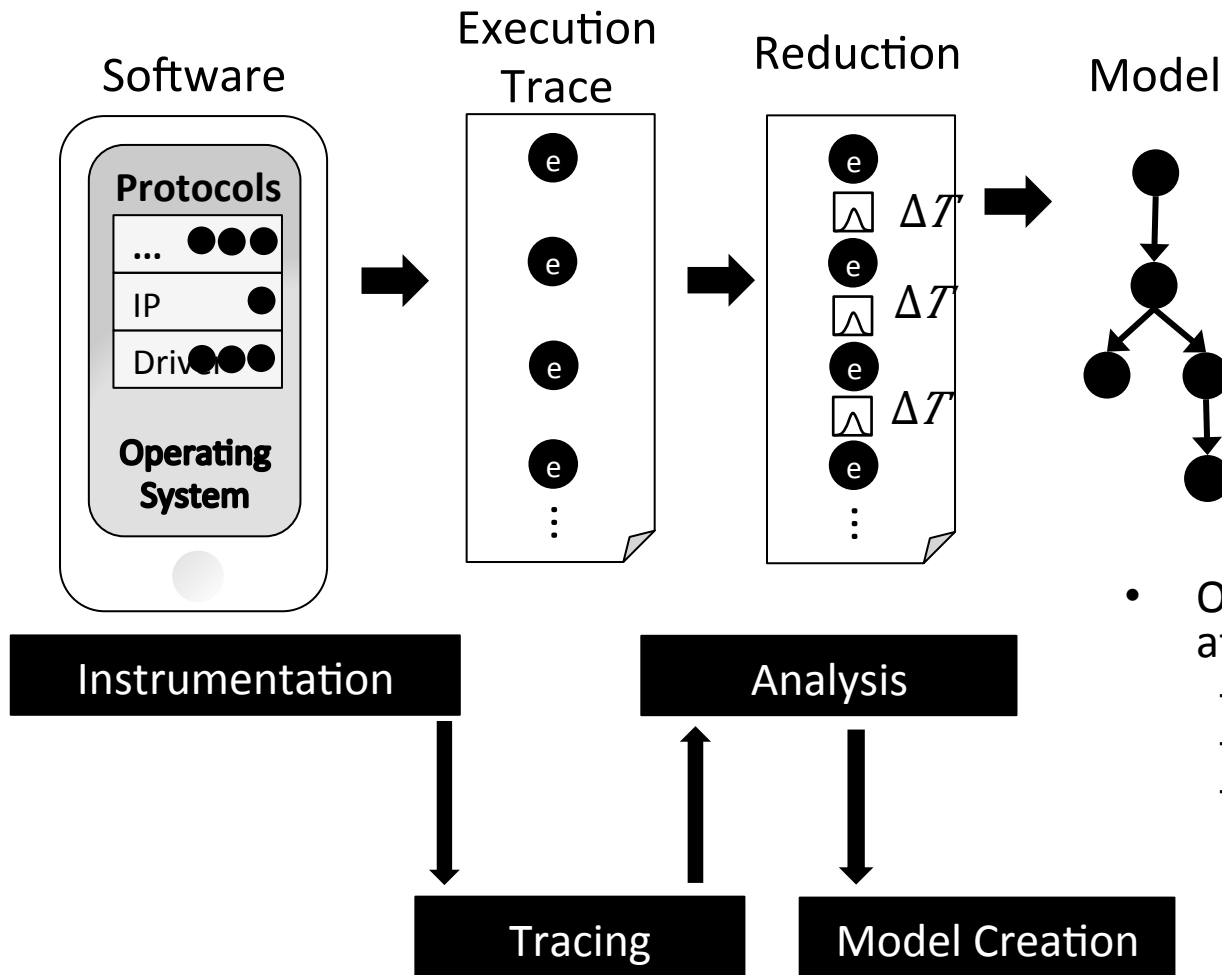 Software
Execution
Trace
Reduction
Model
Protocols
...
IP
Driver
Operating
System
e
e
e
e
⋮
e
ΔT
e
ΔT
e
ΔT
e
⋮
Instrumentation
Analysis
Tracing
Model Creation